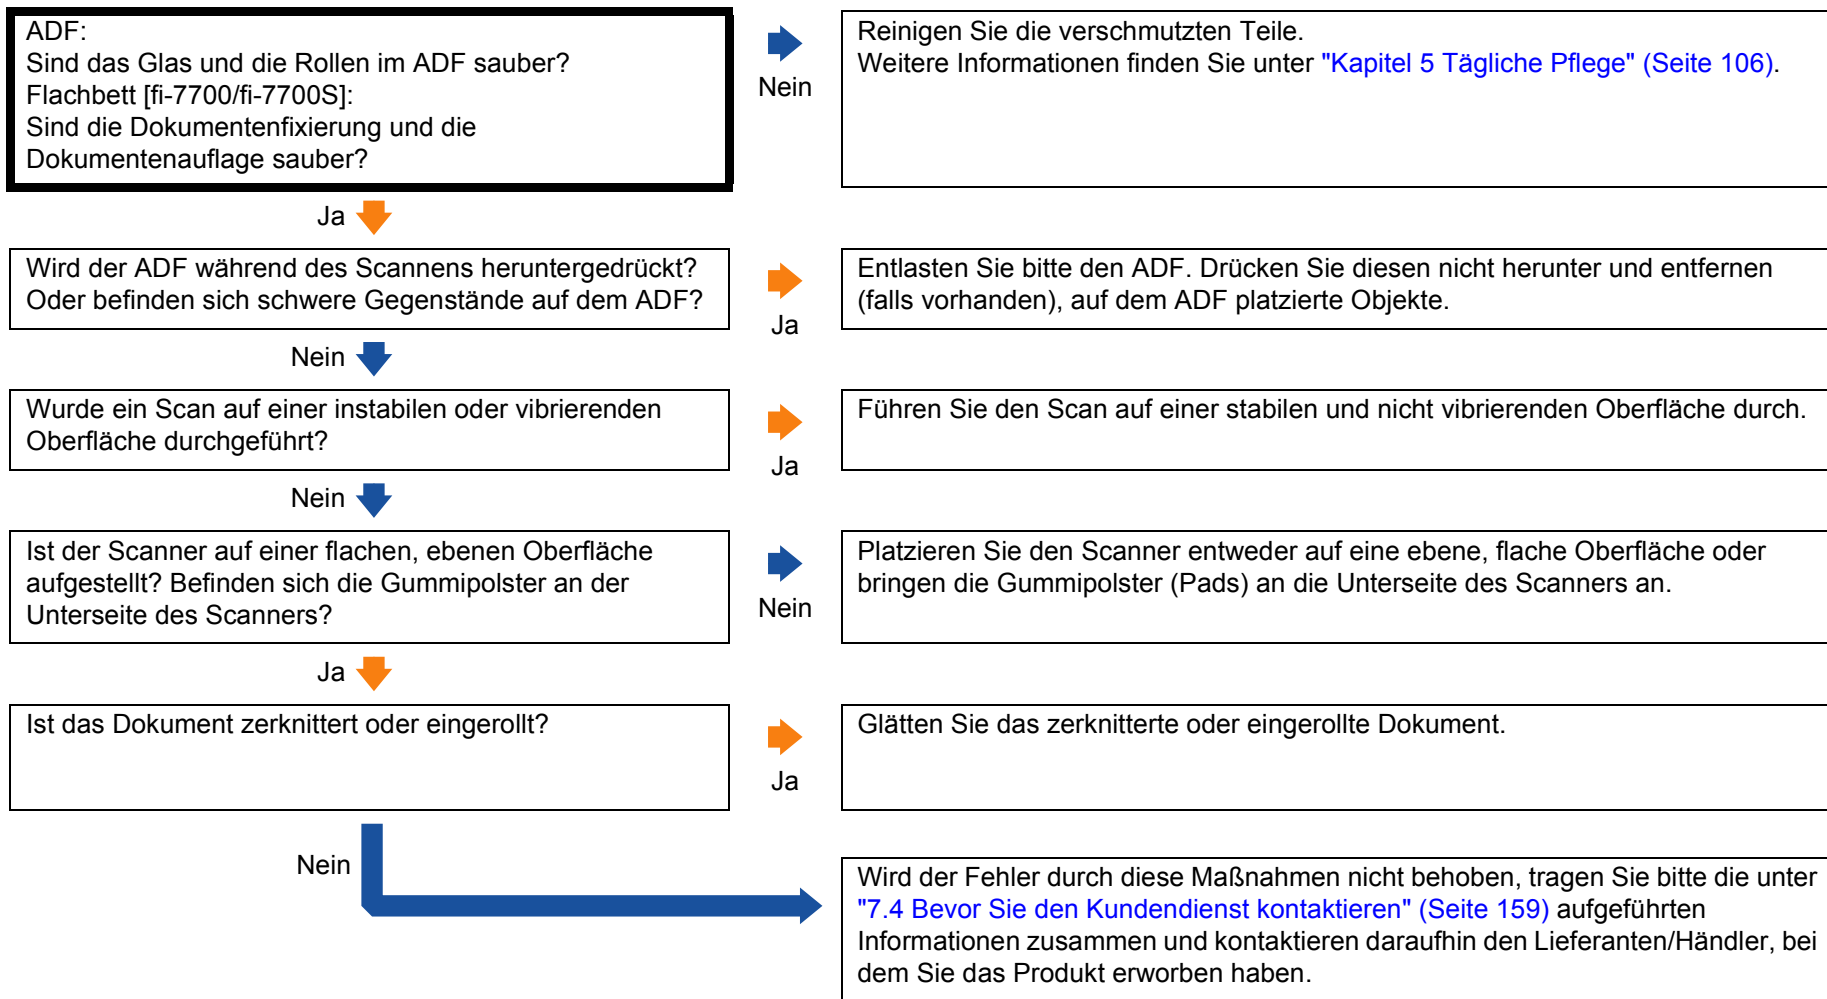 ADF:
Sind das Glas und die Rollen im ADF sauber?
Flachbett [fi-7700/fi-7700S]:
Sind die Dokumentenfixierung und die
Dokumentenauflage sauber?
Nein
Reinigen Sie die verschmutzten Teile.
Weitere Informationen finden Sie unter "Kapitel 5 Tägliche Pflege" (Seite 106).
Ja
Wird der ADF während des Scannens heruntergedrückt?
Oder befinden sich schwere Gegenstände auf dem ADF?
Ja
Entlasten Sie bitte den ADF. Drücken Sie diesen nicht herunter und entfernen
(falls vorhanden), auf dem ADF platzierte Objekte.
Nein
Wurde ein Scan auf einer instabilen oder vibrierenden
Oberfläche durchgeführt?
Ja
Führen Sie den Scan auf einer stabilen und nicht vibrierenden Oberfläche durch.
Nein
Ist der Scanner auf einer flachen, ebenen Oberfläche
aufgestellt? Befinden sich die Gummipolster an der
Unterseite des Scanners?
Nein
Platzieren Sie den Scanner entweder auf eine ebene, flache Oberfläche oder
bringen die Gummipolster (Pads) an die Unterseite des Scanners an.
Ja
Ist das Dokument zerknittert oder eingerollt?
Ja
Glätten Sie das zerknitterte oder eingerollte Dokument.
Nein
Wird der Fehler durch diese Maßnahmen nicht behoben, tragen Sie bitte die unter
"7.4 Bevor Sie den Kundendienst kontaktieren" (Seite 159) aufgeführten
Informationen zusammen und kontaktieren daraufhin den Lieferanten/Händler, bei
dem Sie das Produkt erworben haben.